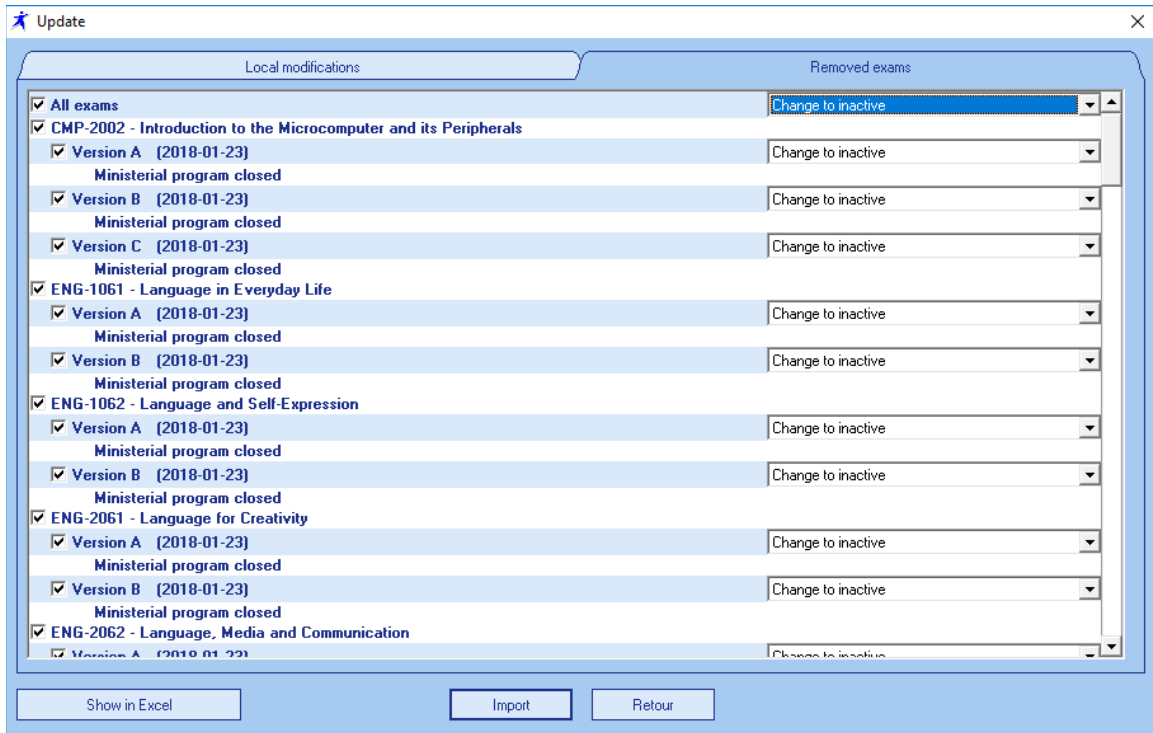 Update
Local modifications Removed exams
All exams Change to inactive
CMP-2002 - Introduction to the Microcomputer and its Peripherals
Version A (2018-01-23) Change to inactive
Ministerial program closed
Version B (2018-01-23) Change to inactive
Ministerial program closed
Version C (2018-01-23) Change to inactive
Ministerial program closed
ENG-1061 - Language in Everyday Life
Version A (2018-01-23) Change to inactive
Ministerial program closed
Version B (2018-01-23) Change to inactive
Ministerial program closed
ENG-1062 - Language and Self-Expression
Version A (2018-01-23) Change to inactive
Ministerial program closed
Version B (2018-01-23) Change to inactive
Ministerial program closed
ENG-2061 - Language for Creativity
Version A (2018-01-23) Change to inactive
Ministerial program closed
Version B (2018-01-23) Change to inactive
Ministerial program closed
ENG-2062 - Language, Media and Communication
Version A (2018-01-23) Change to inactive
Show in Excel Import Retour